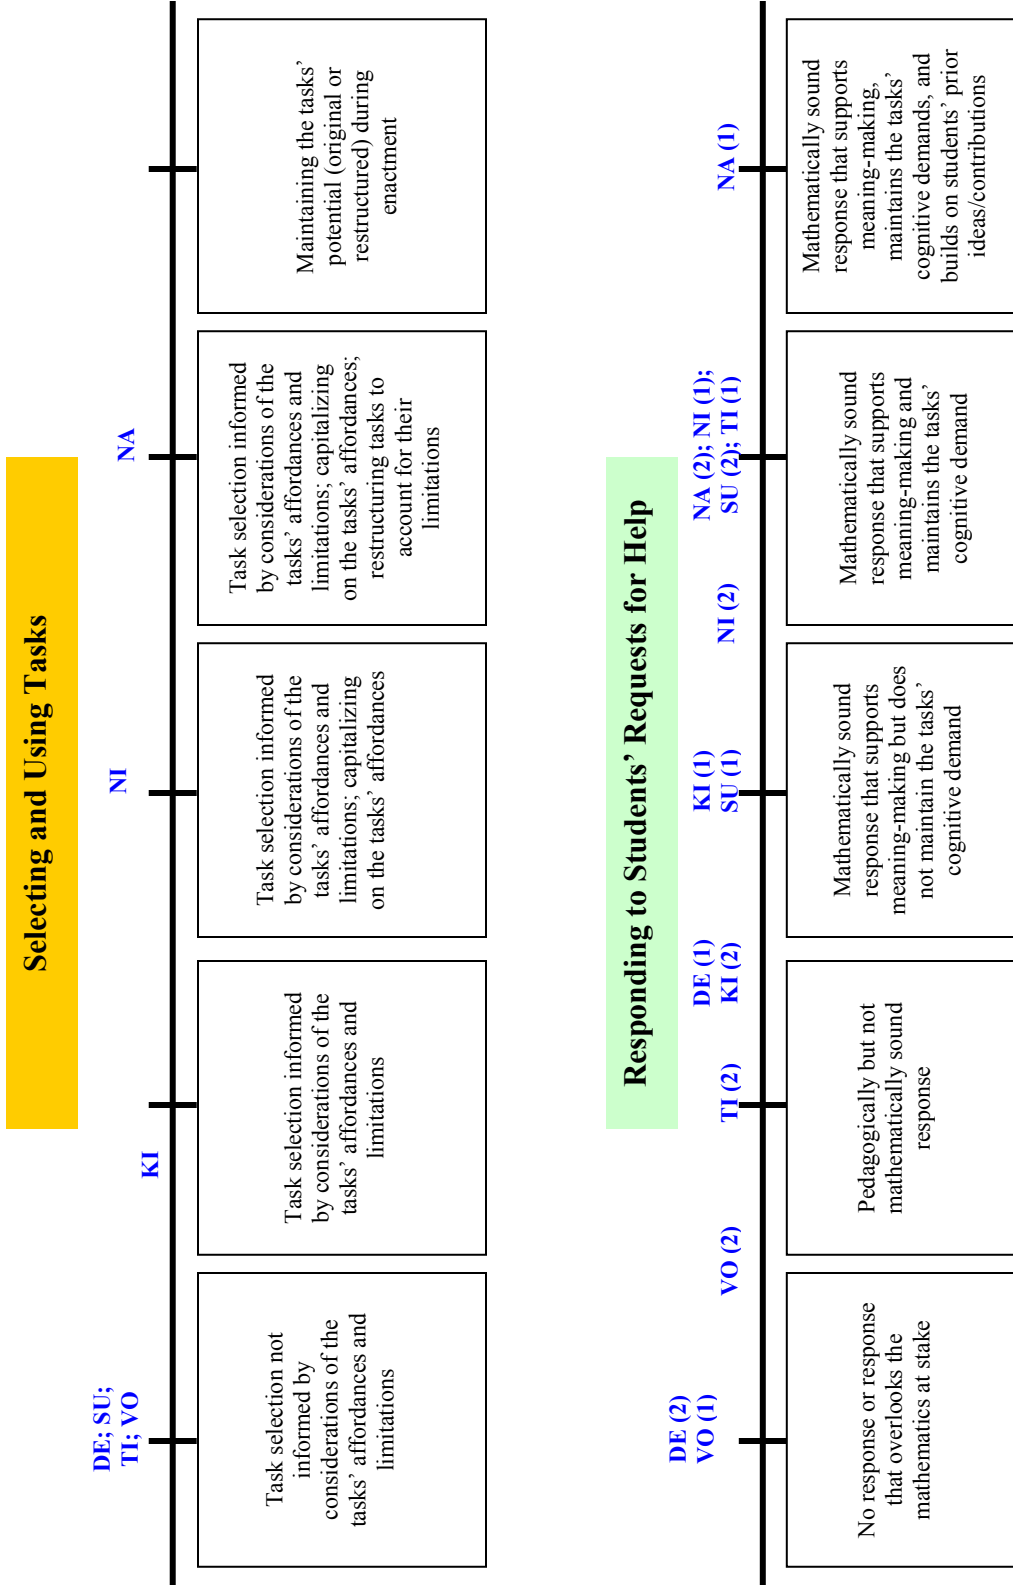 Selecting and Using Tasks
DE; SU;
TI; VO
KI
NI
NA
Task selection not
informed by
considerations of the
tasks’ affordances and
limitations
Task selection informed
by considerations of the
tasks’ affordances and
limitations
Task selection informed
by considerations of the
tasks’ affordances and
limitations; capitalizing
on the tasks’ affordances
Task selection informed
by considerations of the
tasks’ affordances and
limitations; capitalizing
on the tasks’ affordances;
restructuring tasks to
account for their
limitations
Maintaining the tasks’
potential (original or
restructured) during
enactment
Responding to Students’ Requests for Help
DE (2)
VO (1)
VO (2)
TI (2)
DE (1)
KI (2)
KI (1)
SU (1)
NI (2)
NA (2); NI (1);
SU (2); TI (1)
NA (1)
No response or response
that overlooks the
mathematics at stake
Pedagogically but not
mathematically sound
response
Mathematically sound
response that supports
meaning-making but does
not maintain the tasks’
cognitive demand
Mathematically sound
response that supports
meaning-making and
maintains the tasks’
cognitive demand
Mathematically sound
response that supports
meaning-making,
maintains the tasks’
cognitive demands, and
builds on students’ prior
ideas/contributions